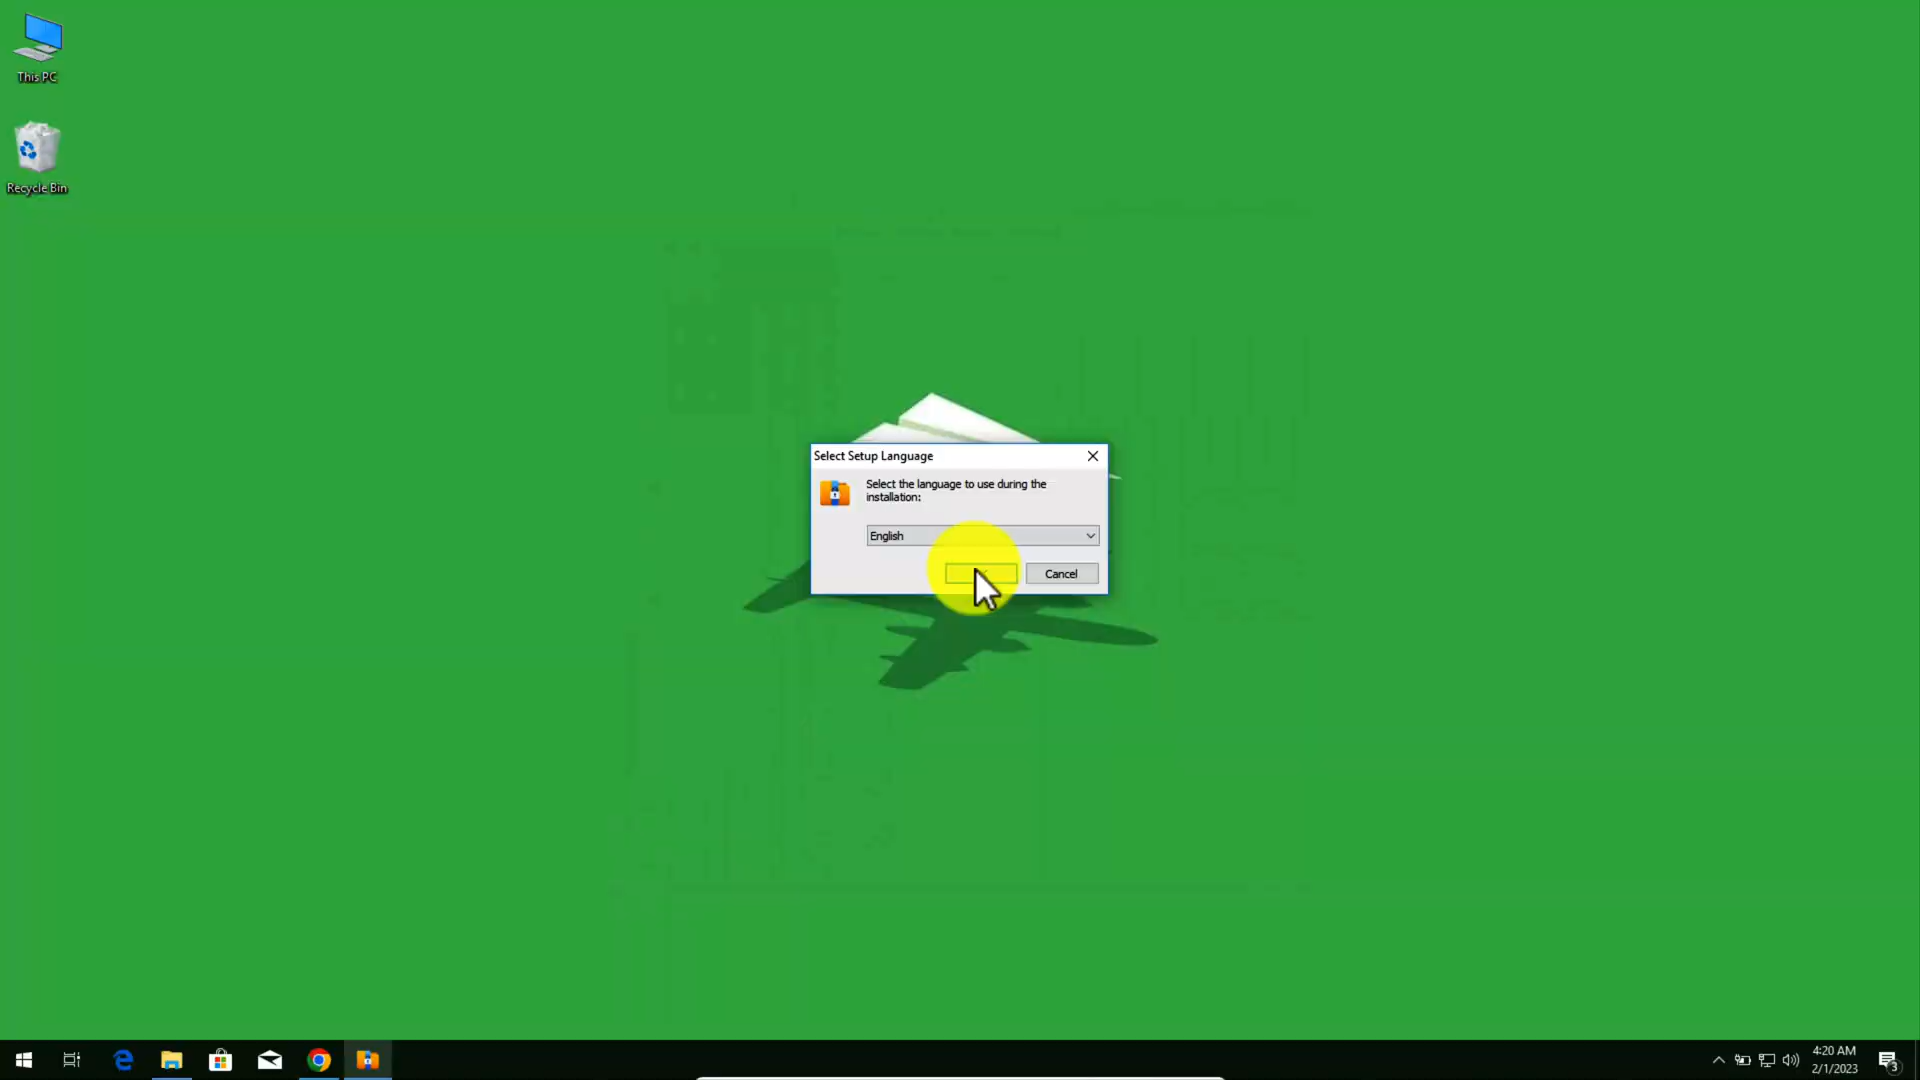 This PC
Recycle Bin
Select Setup Language
Select the language to use during the
installation:
English
Cancel
4:20 AM
2/1/2023
3